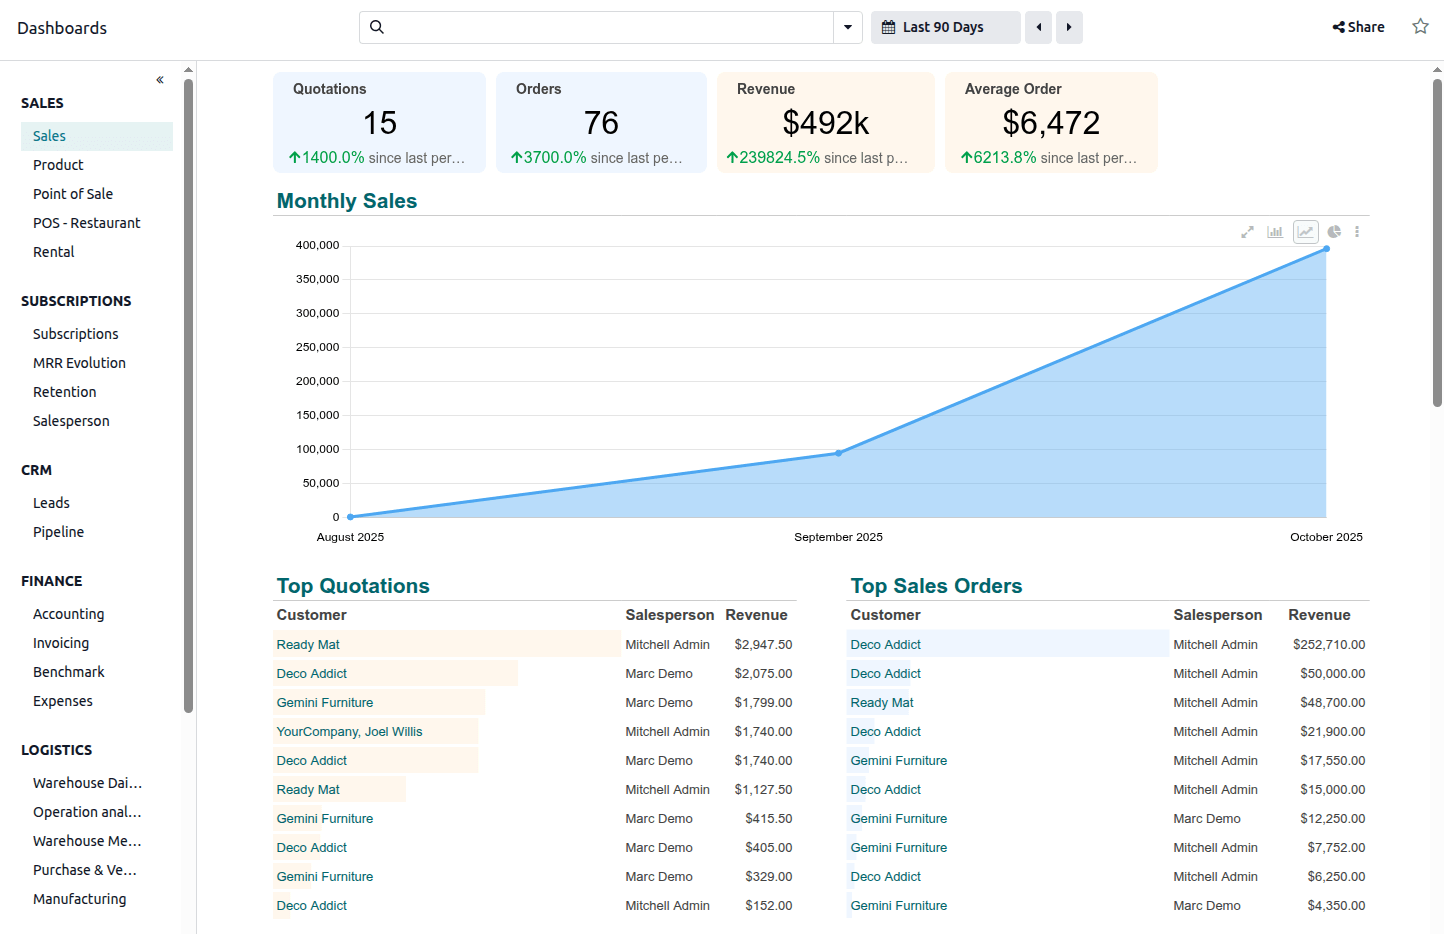 Dashboards
Last 90 Days
Share
«
SALES
Sales
Product
Point of Sale
POS - Restaurant
Rental
SUBSCRIPTIONS
Subscriptions
MRR Evolution
Retention
Salesperson
CRM
Leads
Pipeline
FINANCE
Accounting
Invoicing
Benchmark
Expenses
LOGISTICS
Warehouse Dai…
Operation anal…
Warehouse Me…
Purchase & Ve…
Manufacturing
Quotations
15
1400.0% since last per…
Orders
76
3700.0% since last pe…
Revenue
$492k
239824.5% since last p…
Average Order
$6,472
6213.8% since last per…
Monthly Sales
400,000
350,000
300,000
250,000
200,000
150,000
100,000
50,000
0
August 2025 September 2025 October 2025
Top Quotations
Customer Salesperson Revenue
Ready Mat Mitchell Admin $2,947.50
Deco Addict Marc Demo $2,075.00
Gemini Furniture Marc Demo $1,799.00
YourCompany, Joel Willis Mitchell Admin $1,740.00
Deco Addict Marc Demo $1,740.00
Ready Mat Mitchell Admin $1,127.50
Gemini Furniture Marc Demo $415.50
Deco Addict Marc Demo $405.00
Gemini Furniture Marc Demo $329.00
Deco Addict Mitchell Admin $152.00
Top Sales Orders
Customer Salesperson Revenue
Deco Addict Mitchell Admin $252,710.00
Deco Addict Mitchell Admin $50,000.00
Ready Mat Mitchell Admin $48,700.00
Deco Addict Mitchell Admin $21,900.00
Gemini Furniture Mitchell Admin $17,550.00
Deco Addict Mitchell Admin $15,000.00
Gemini Furniture Marc Demo $12,250.00
Gemini Furniture Mitchell Admin $7,752.00
Deco Addict Mitchell Admin $6,250.00
Gemini Furniture Marc Demo $4,350.00